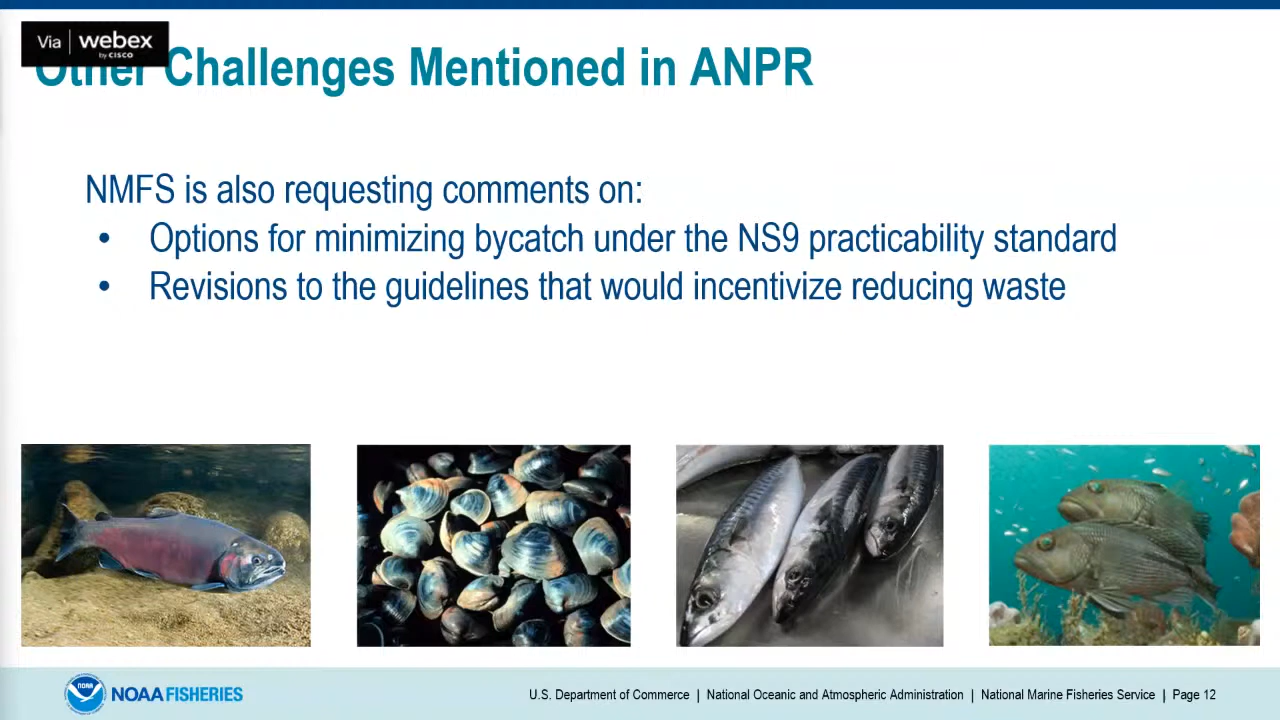 Via webex
by CISCO
Other Challenges Mentioned in ANPR
NMFS is also requesting comments on:
• Options for minimizing bycatch under the NS9 practicability standard
• Revisions to the guidelines that would incentivize reducing waste
NOAA
NOAA FISHERIES
U.S. Department of Commerce | National Oceanic and Atmospheric Administration | National Marine Fisheries Service | Page 12